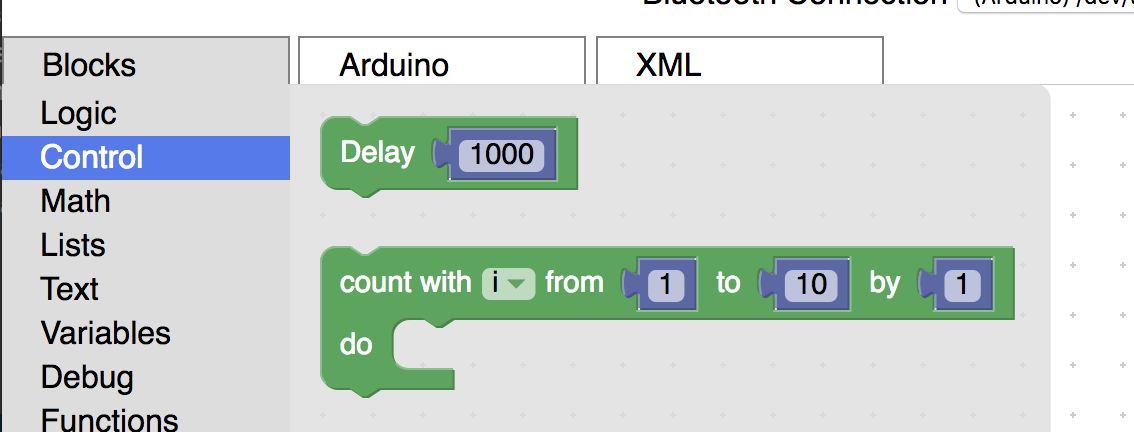 Bluetooth Connection (Arduino) /dev/
Blocks Arduino XML
Logic
Control
Math
Lists
Text
Variables
Debug
Functions
Delay 1000
count with i from 1 to 10 by 1
do